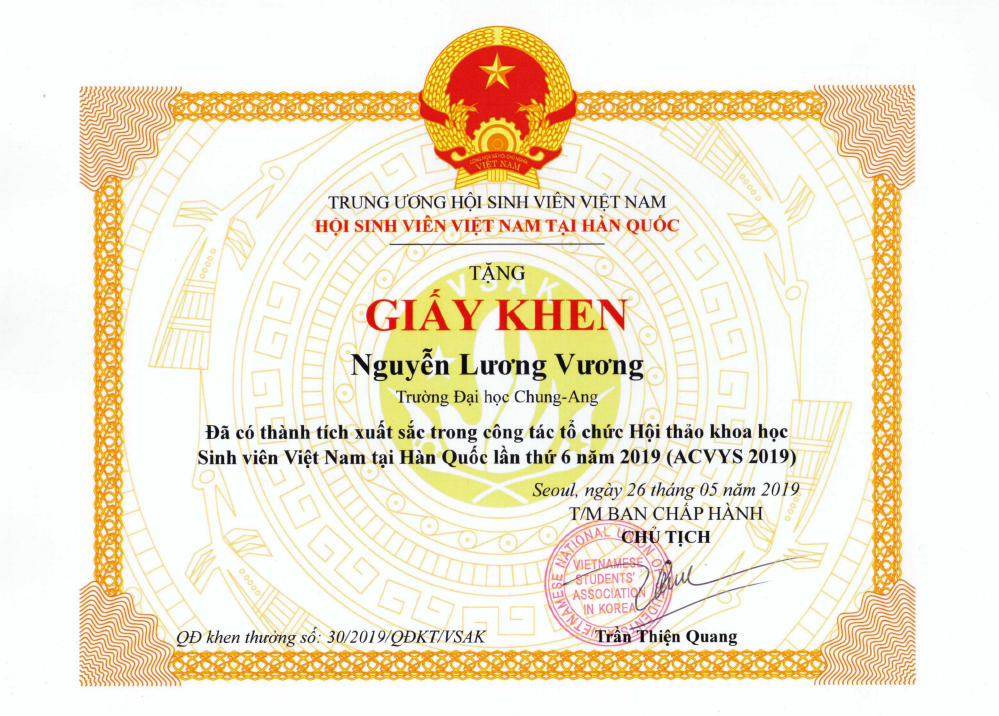 CỘNG HÒA XÃ HỘI CHỦ NGHĨA
VIỆT NAM
TRUNG ƯƠNG HỘI SINH VIÊN VIỆT NAM
HỘI SINH VIÊN VIỆT NAM TẠI HÀN QUỐC
TẶNG
VSAK
GIẤY KHEN
Nguyễn Lương Vương
Trường Đại học Chung-Ang
Đã có thành tích xuất sắc trong công tác tổ chức Hội thảo khoa học
Sinh viên Việt Nam tại Hàn Quốc lần thứ 6 năm 2019 (ACVYS 2019)
Seoul, ngày 26 tháng 05 năm 2019
T/M BAN CHẤP HÀNH
CHỦ TỊCH
VIETNAMESE NATIONAL UNION OF STUDENTS
VIETNAMESE
STUDENTS'
ASSOCIATION
IN KOREA
QĐ khen thưởng số: 30/2019/QĐKT/VSAK
Trần Thiện Quang